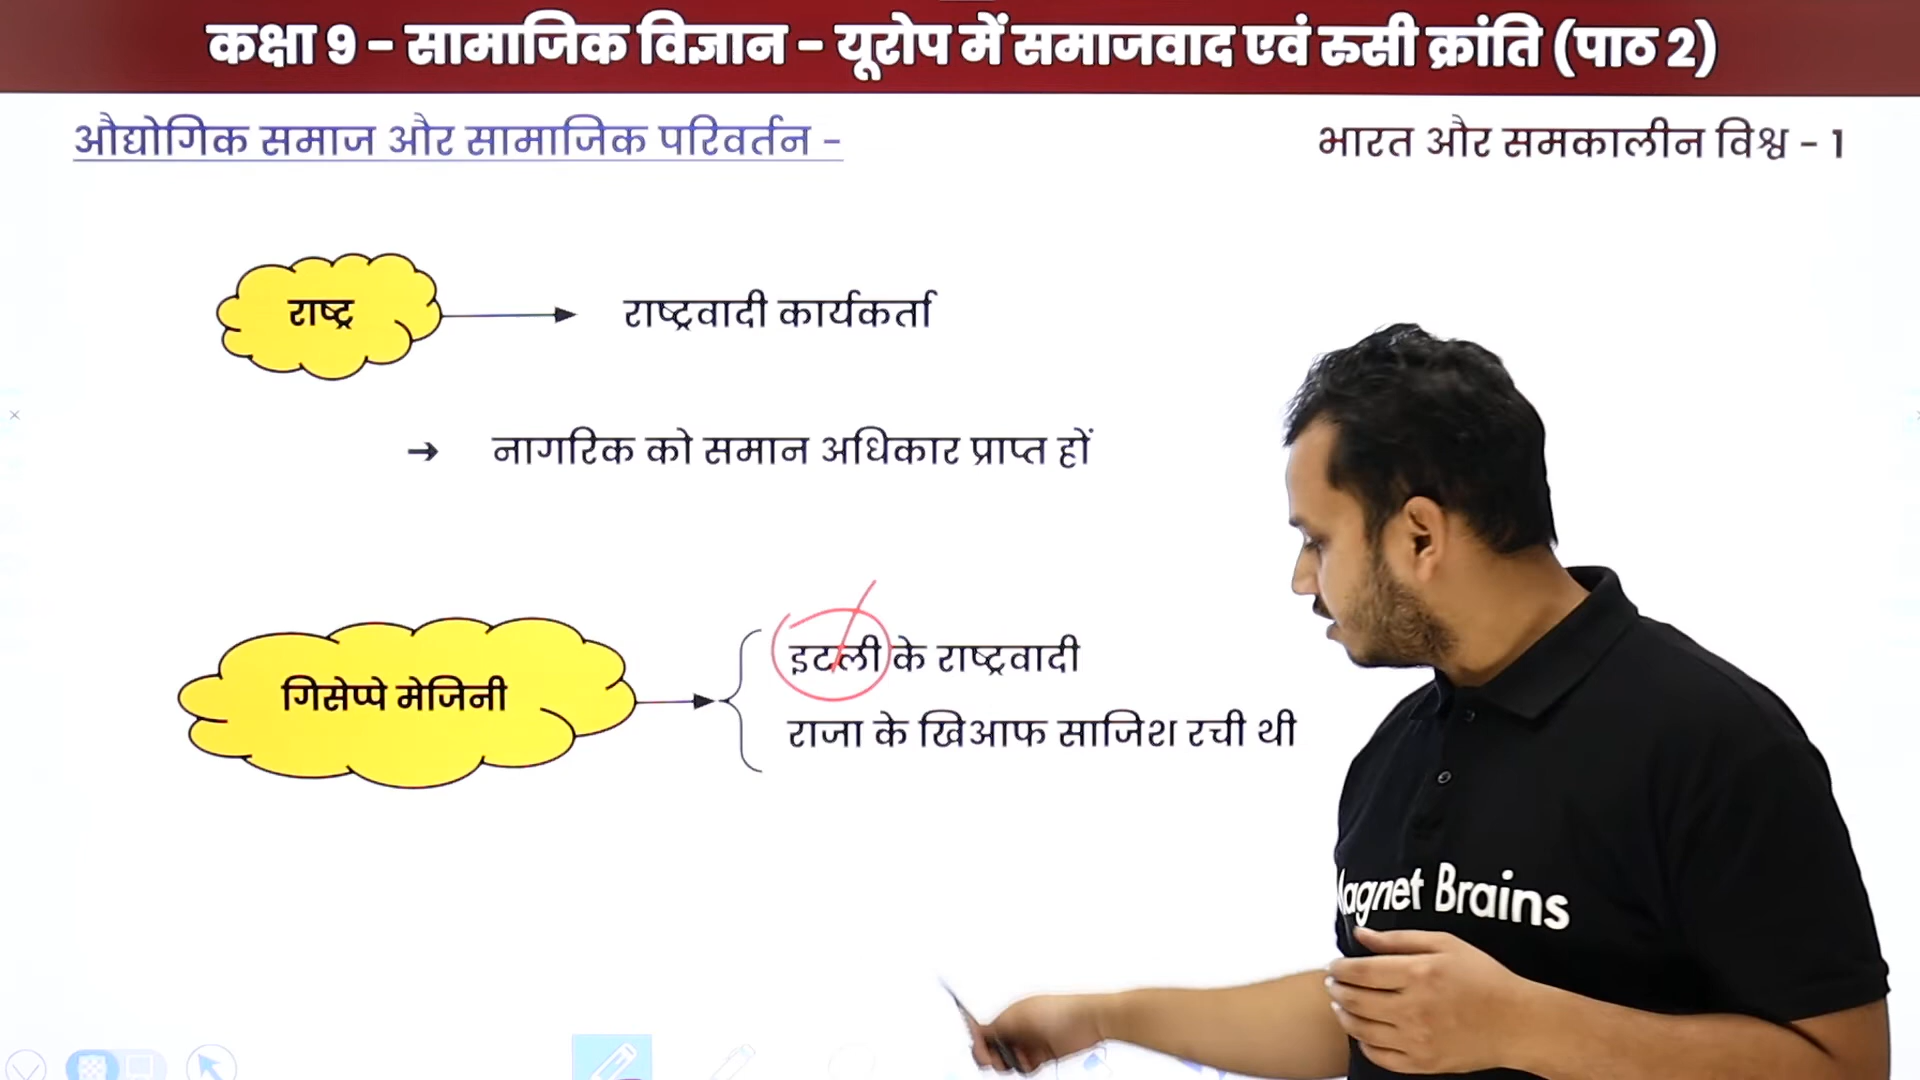 कक्षा 9 - सामाजिक विज्ञान - यूरोप में समाजवाद एवं रुसी क्रांति (पाठ 2)
औद्योगिक समाज और सामाजिक परिवर्तन -
भारत और समकालीन विश्व - 1
राष्ट्र
राष्ट्रवादी कार्यकर्ता
→ नागरिक को समान अधिकार प्राप्त हों
गिसेप्पे मेजिनी
इटली के राष्ट्रवादी
राजा के खिआफ साजिश रची थी
Magnet Brains